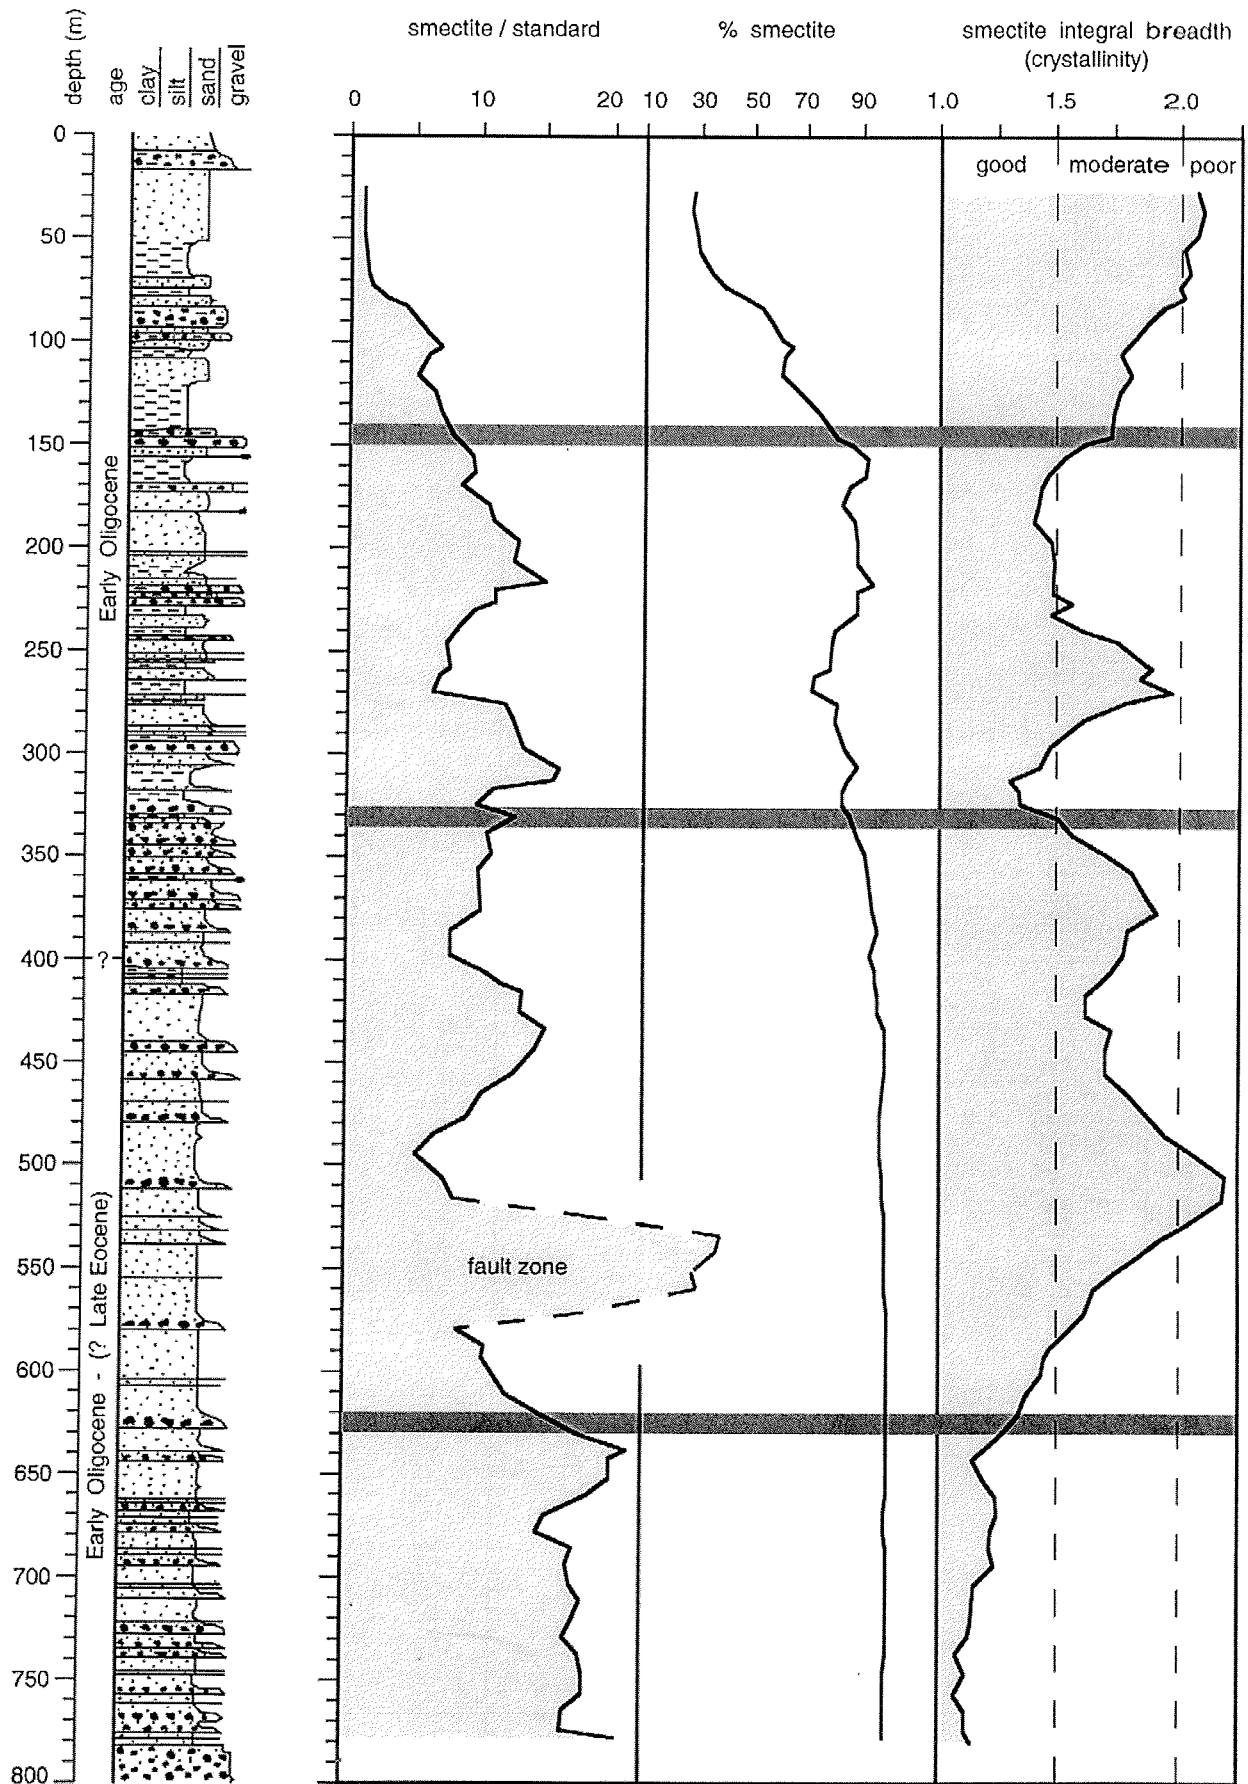 smectite / standard
% smectite
smectite integral breadth
(crystallinity)
depth (m)
age
clay
silt
sand
gravel
0 10 20
10 30 50 70 90
1.0 1.5 2.0
good moderate poor
0
50
100
150
200
250
300
350
400
450
500
550
600
650
700
750
800
Early Oligocene
?
Early Oligocene - (? Late Eocene)
fault zone